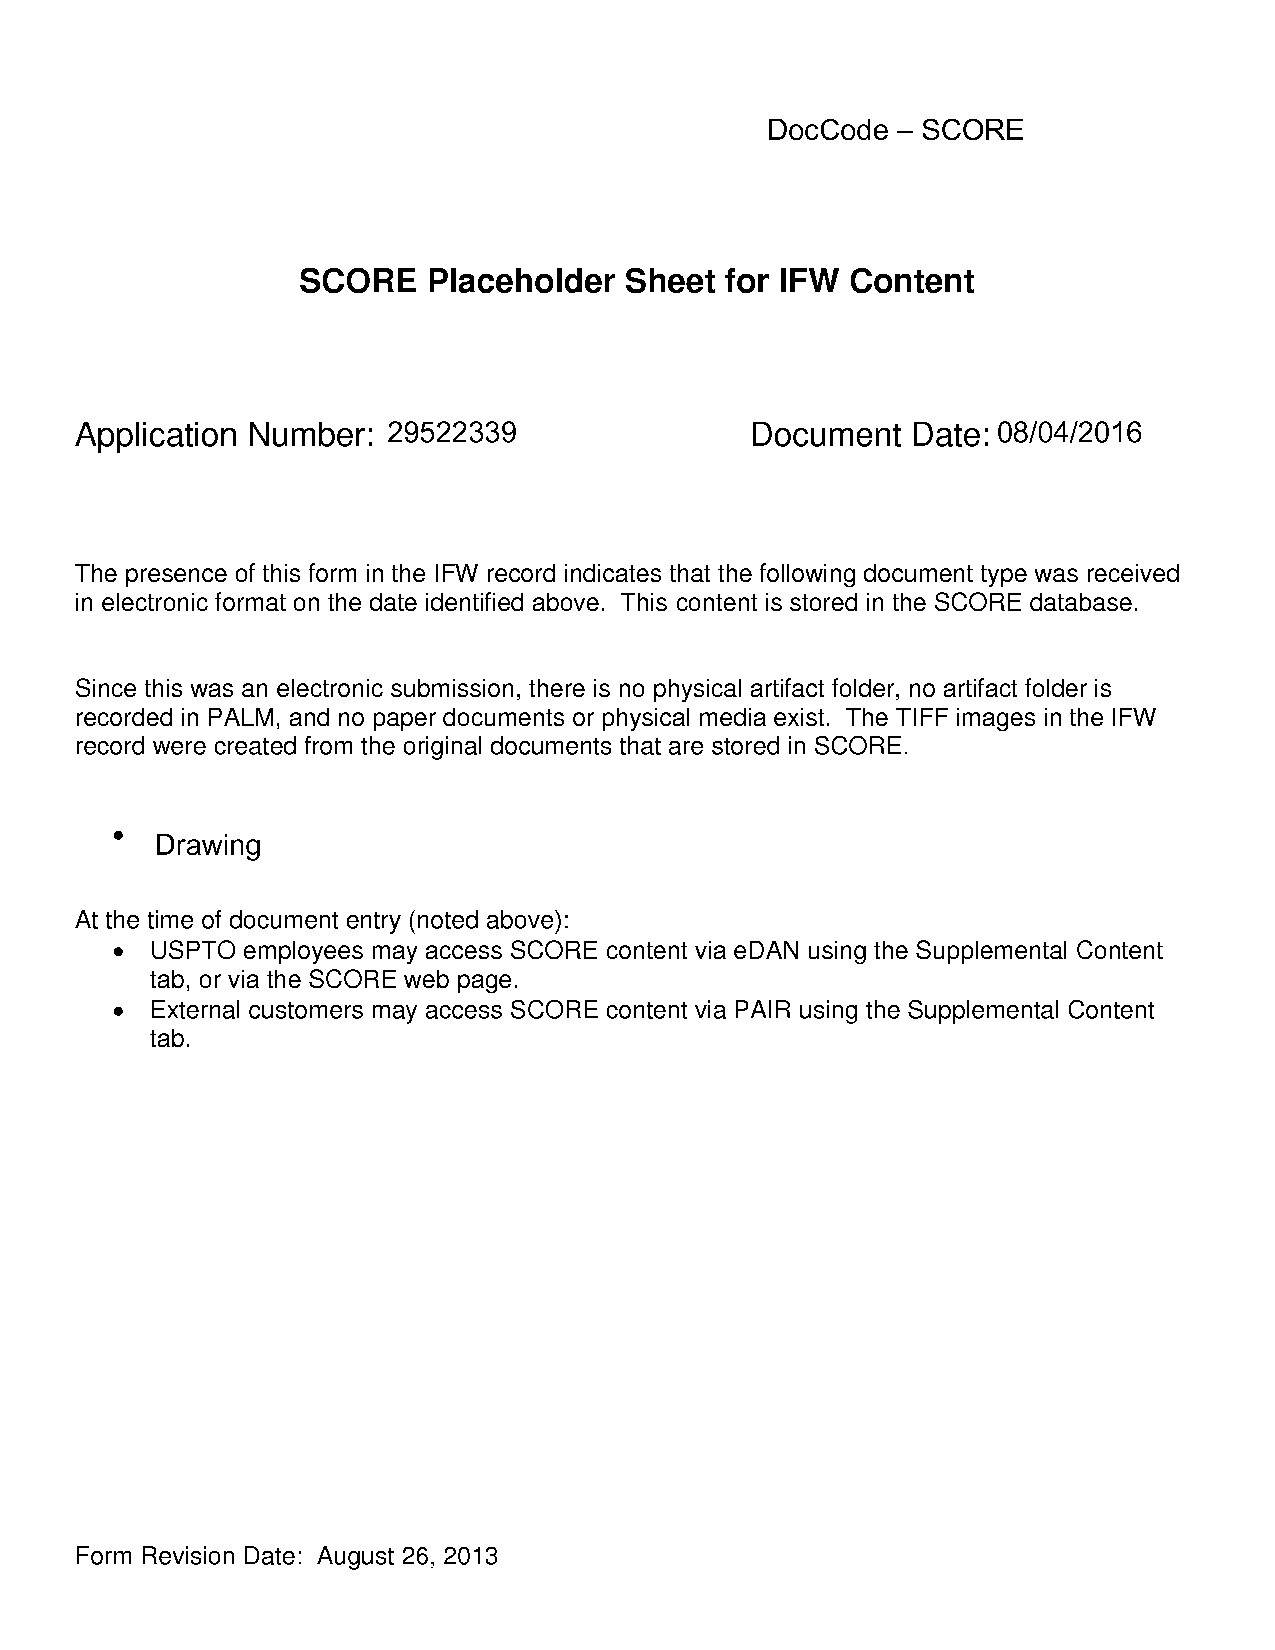 DocCode – SCORE
SCORE Placeholder Sheet for IFW Content
Application Number: 29522339 Document Date: 08/04/2016
The presence of this form in the IFW record indicates that the following document type was received
in electronic format on the date identified above. This content is stored in the SCORE database.
Since this was an electronic submission, there is no physical artifact folder, no artifact folder is
recorded in PALM, and no paper documents or physical media exist. The TIFF images in the IFW
record were created from the original documents that are stored in SCORE.
• Drawing
At the time of document entry (noted above):
• USPTO employees may access SCORE content via eDAN using the Supplemental Content
tab, or via the SCORE web page.
• External customers may access SCORE content via PAIR using the Supplemental Content
tab.
Form Revision Date: August 26, 2013